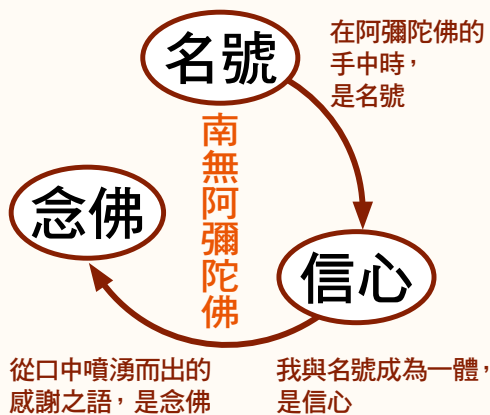 名號
在阿彌陀佛的
手中時，
是名號
南無阿彌陀佛
念佛
信心
從口中噴湧而出的
感謝之語，是念佛
我與名號成為一體，
是信心